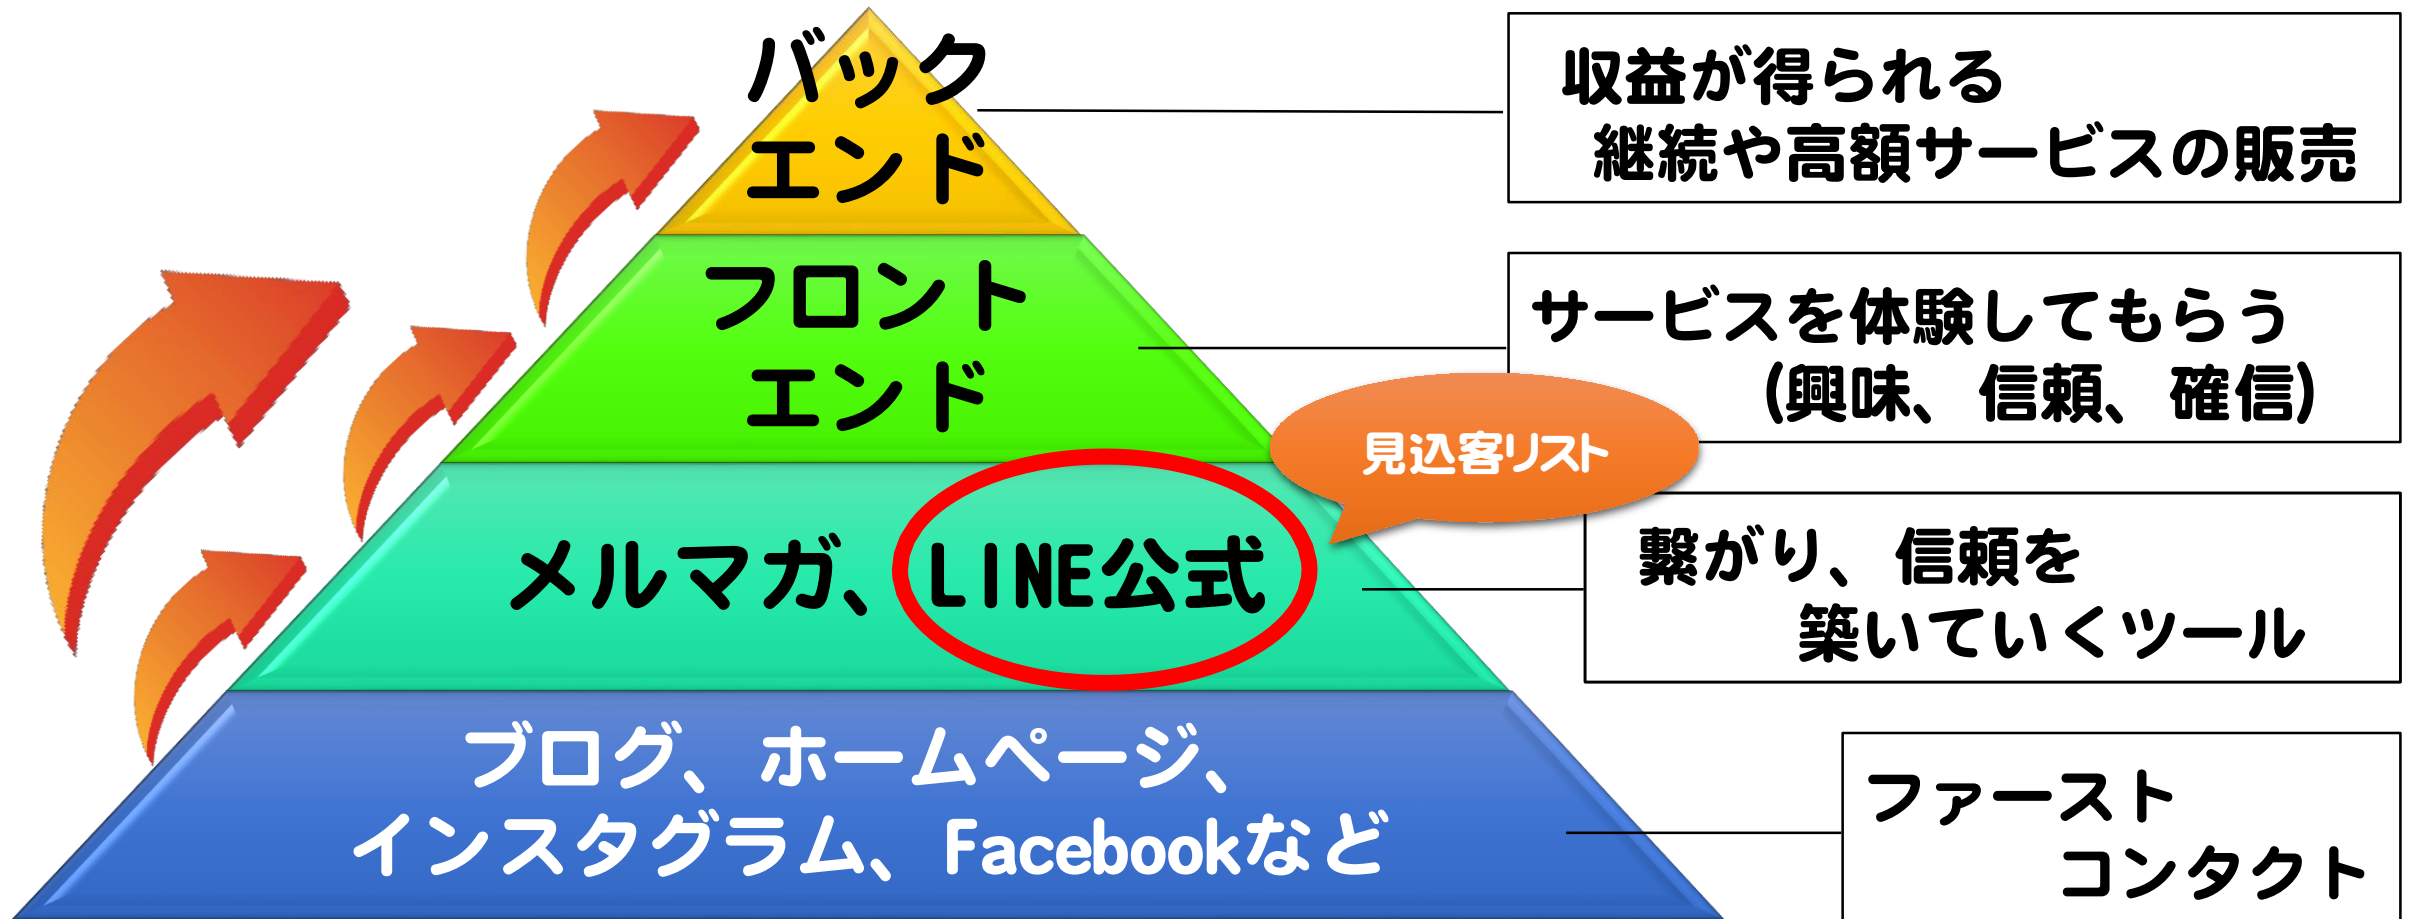 バック
エンド
収益が得られる
継続や高額サービスの販売
フロント
エンド
サービスを体験してもらう
(興味、信頼、確信)
見込客リスト
メルマガ、LINE公式
繋がり、信頼を
築いていくツール
ブログ、ホームページ、
インスタグラム、Facebookなど
ファースト
コンタクト